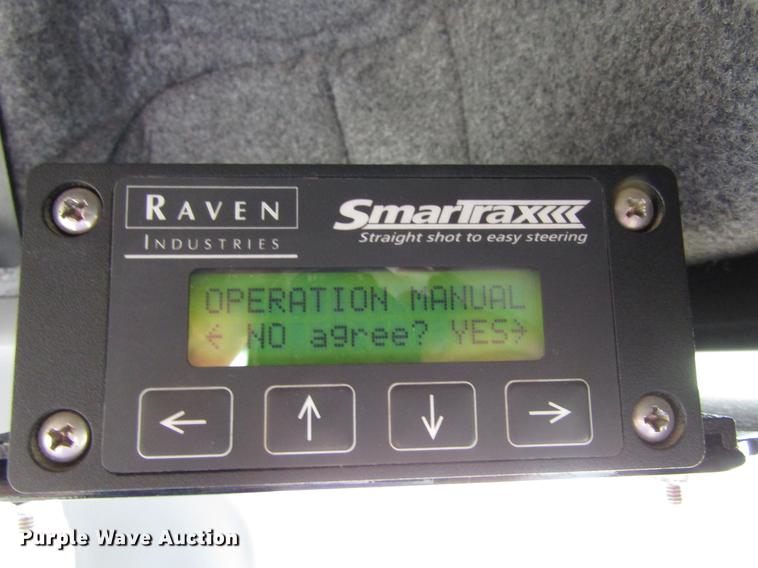 RAVEN
INDUSTRIES
SmarTrax
Straight shot to easy steering
OPERATION MANUAL
← NO agree? YES→
← ↑ ↓ →
Purple Wave Auction